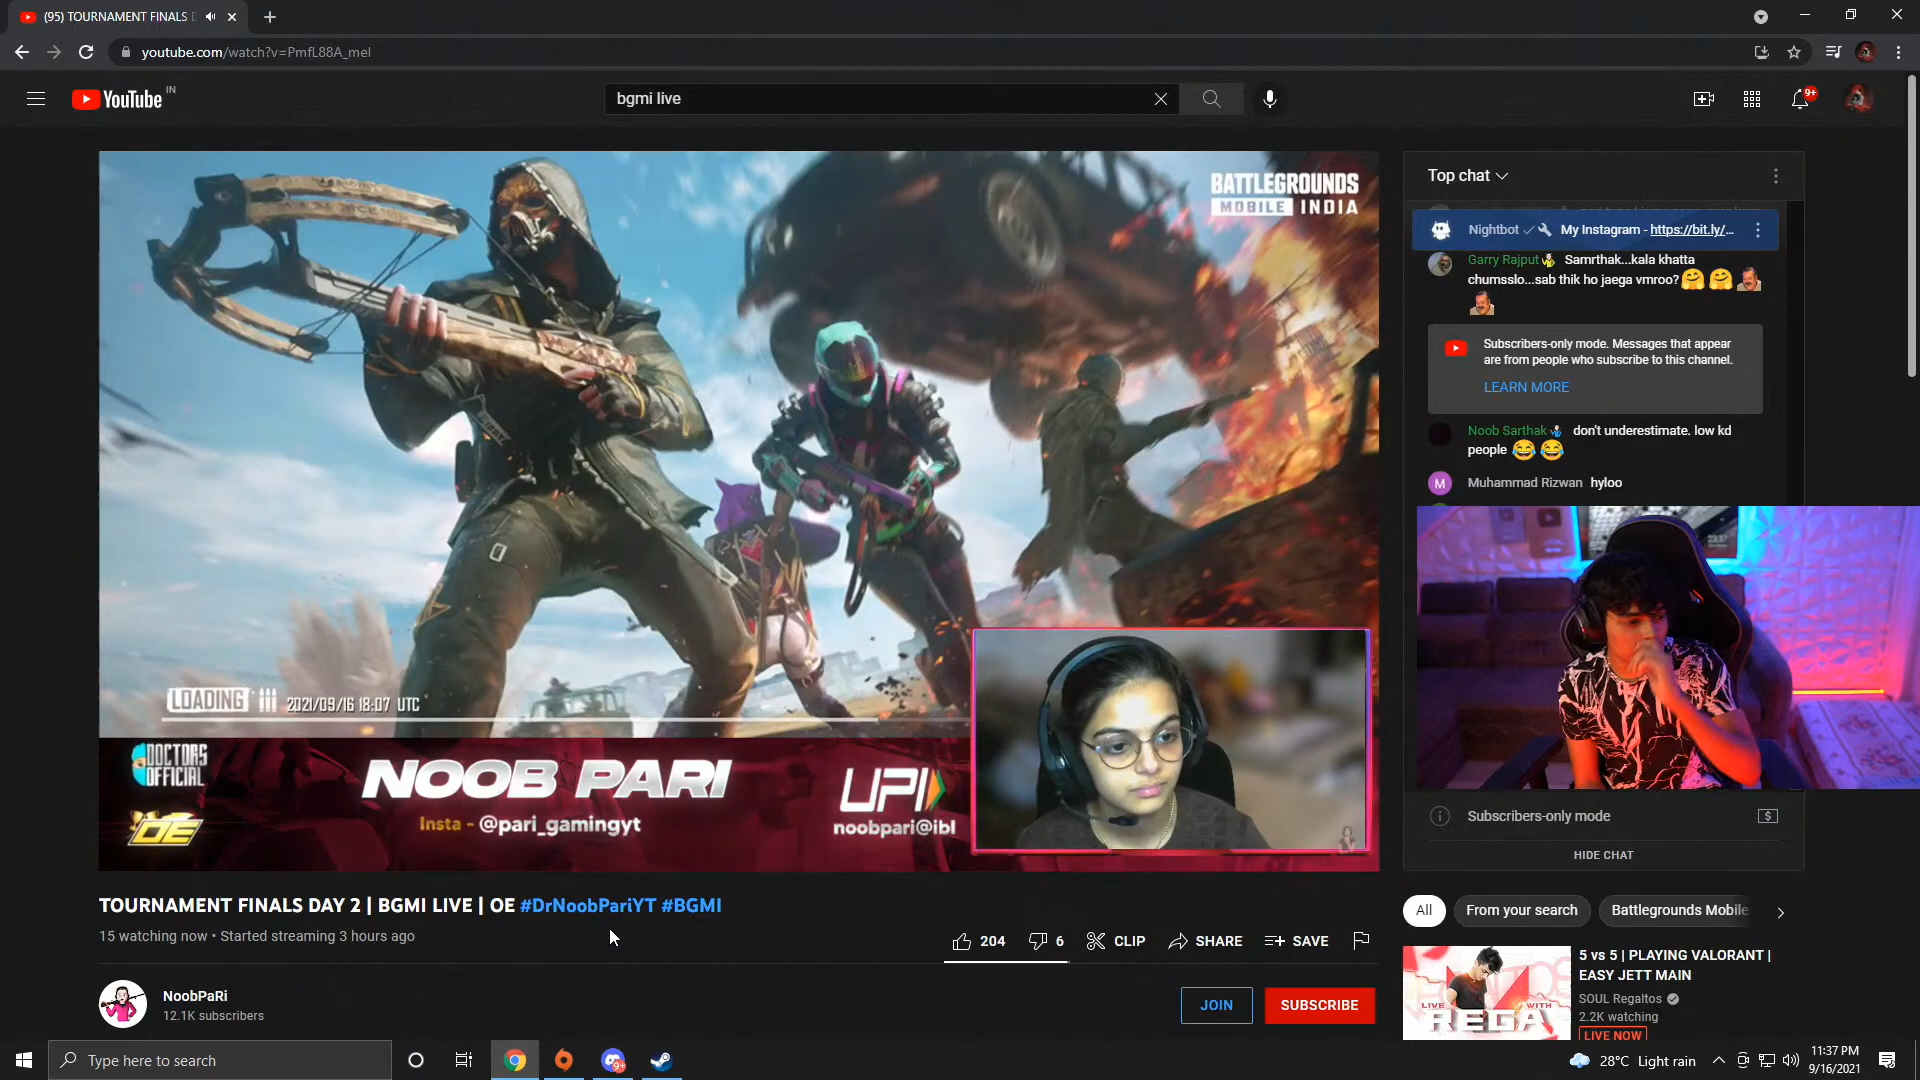 (95) TOURNAMENT FINALS D
youtube.com/watch?v=PmfL88A_meI
YouTube IN
bgmi live
9+
BATTLEGROUNDS
MOBILE INDIA
LOADING 2021/09/16 18:07 UTC
DOCTORS
OFFICIAL
OE
NOOB PARI
Insta - @pari_gamingyt
UPI
noobpari@ibl
Top chat
Nightbot My Instagram - https://bit.ly/...
Garry Rajput Samrthak...kala khatta
chumsslo...sab thik ho jaega vmroo?
Subscribers-only mode. Messages that appear
are from people who subscribe to this channel.
LEARN MORE
Noob Sarthak don't underestimate. low kd
people
M Muhammad Rizwan hyloo
Subscribers-only mode
HIDE CHAT
TOURNAMENT FINALS DAY 2 | BGMI LIVE | OE #DrNoobPariYT #BGMI
15 watching now • Started streaming 3 hours ago
204 6 CLIP SHARE SAVE
NoobPaRi
12.1K subscribers
JOIN SUBSCRIBE
All From your search Battlegrounds Mobile
5 vs 5 | PLAYING VALORANT |
EASY JETT MAIN
SOUL Regaltos
2.2K watching
LIVE NOW
LIVE WITH
REGA
Type here to search
9+
28°C Light rain
11:37 PM
9/16/2021